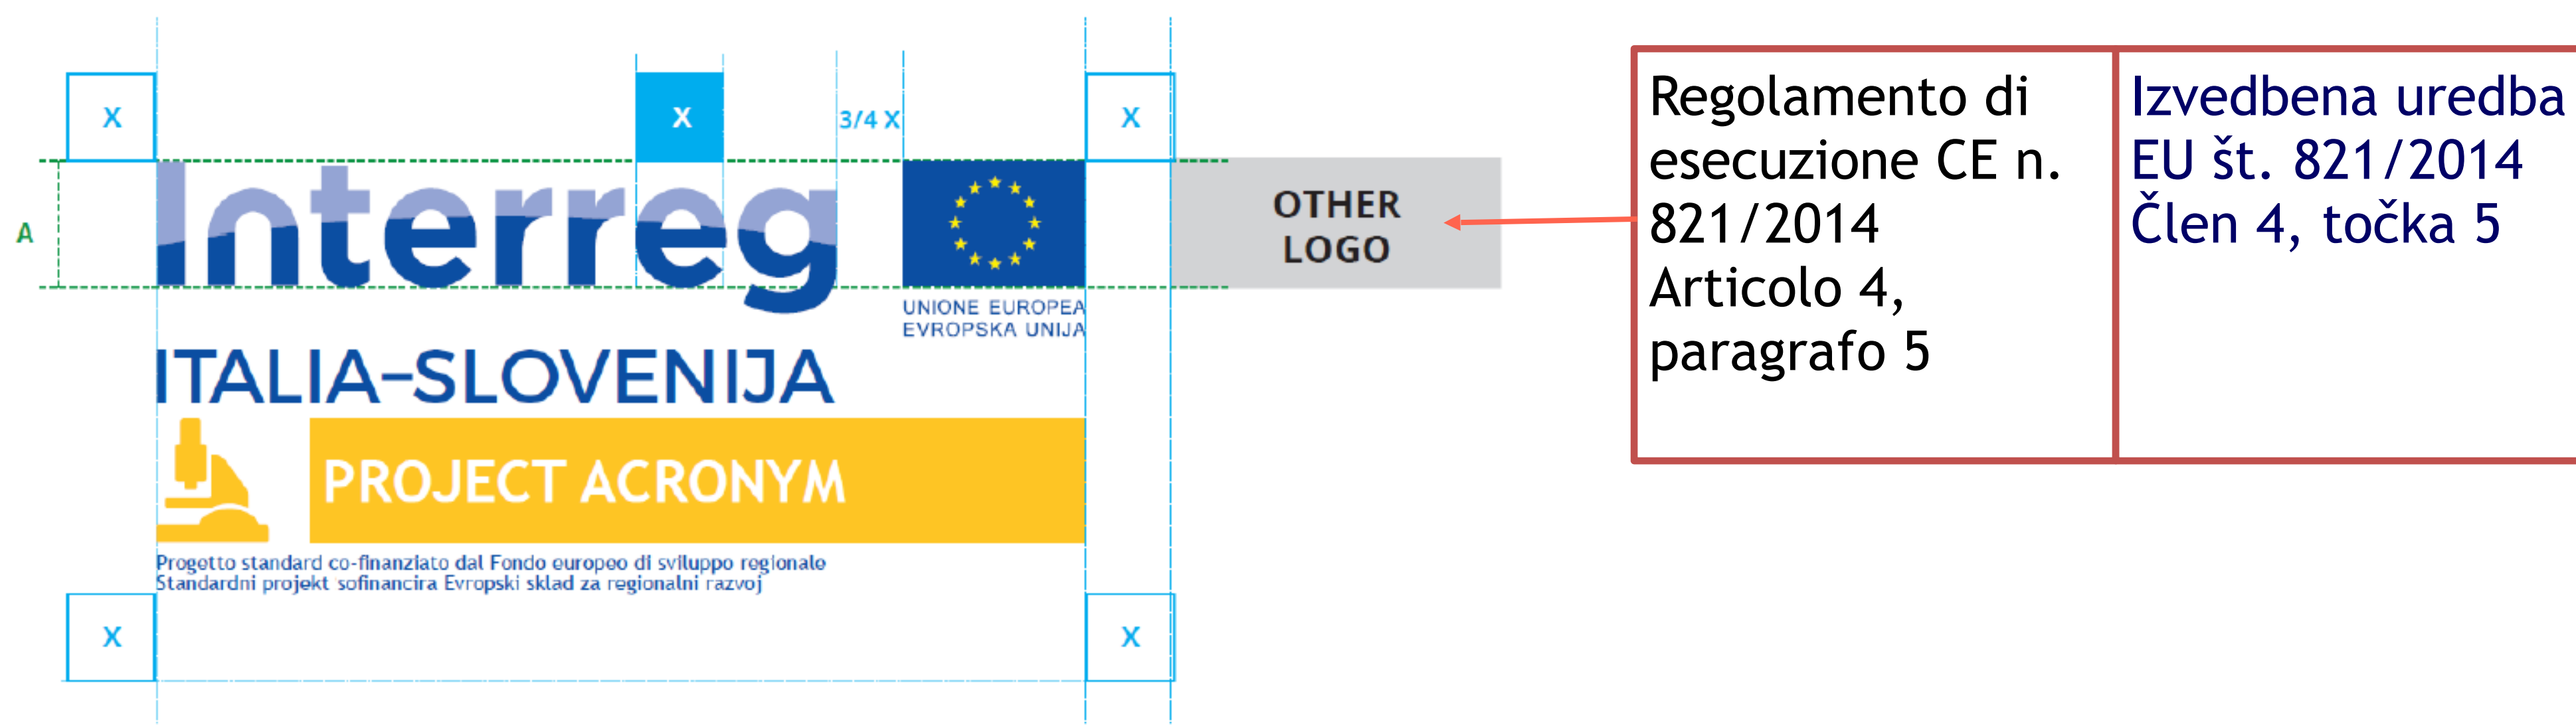 X
X
3/4 X
X
A
Interreg
UNIONE EUROPEA
EVROPSKA UNIJA
OTHER
LOGO
ITALIA–SLOVENIJA
PROJECT ACRONYM
Progetto standard co-finanziato dal Fondo europeo di sviluppo regionale
Standardni projekt sofinancira Evropski sklad za regionalni razvoj
X
X
Regolamento di
esecuzione CE n.
821/2014
Articolo 4,
paragrafo 5
Izvedbena uredba
EU št. 821/2014
Člen 4, točka 5